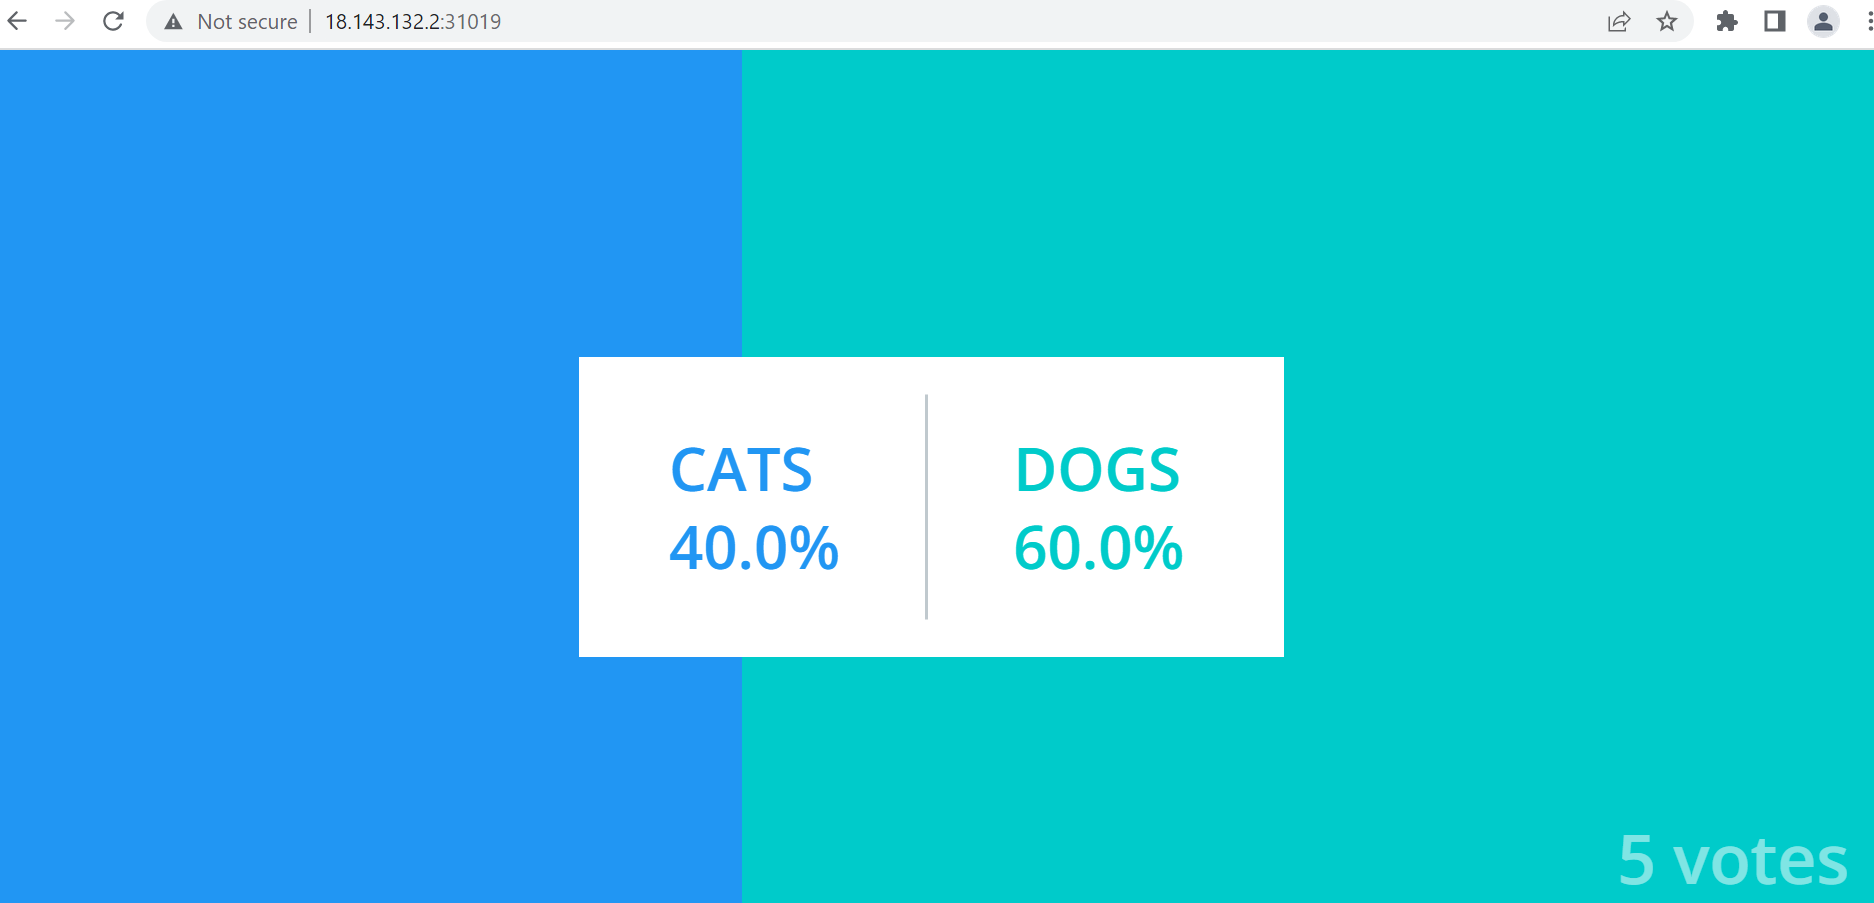 Not secure 18.143.132.2:31019
CATS
40.0%
DOGS
60.0%
5 votes